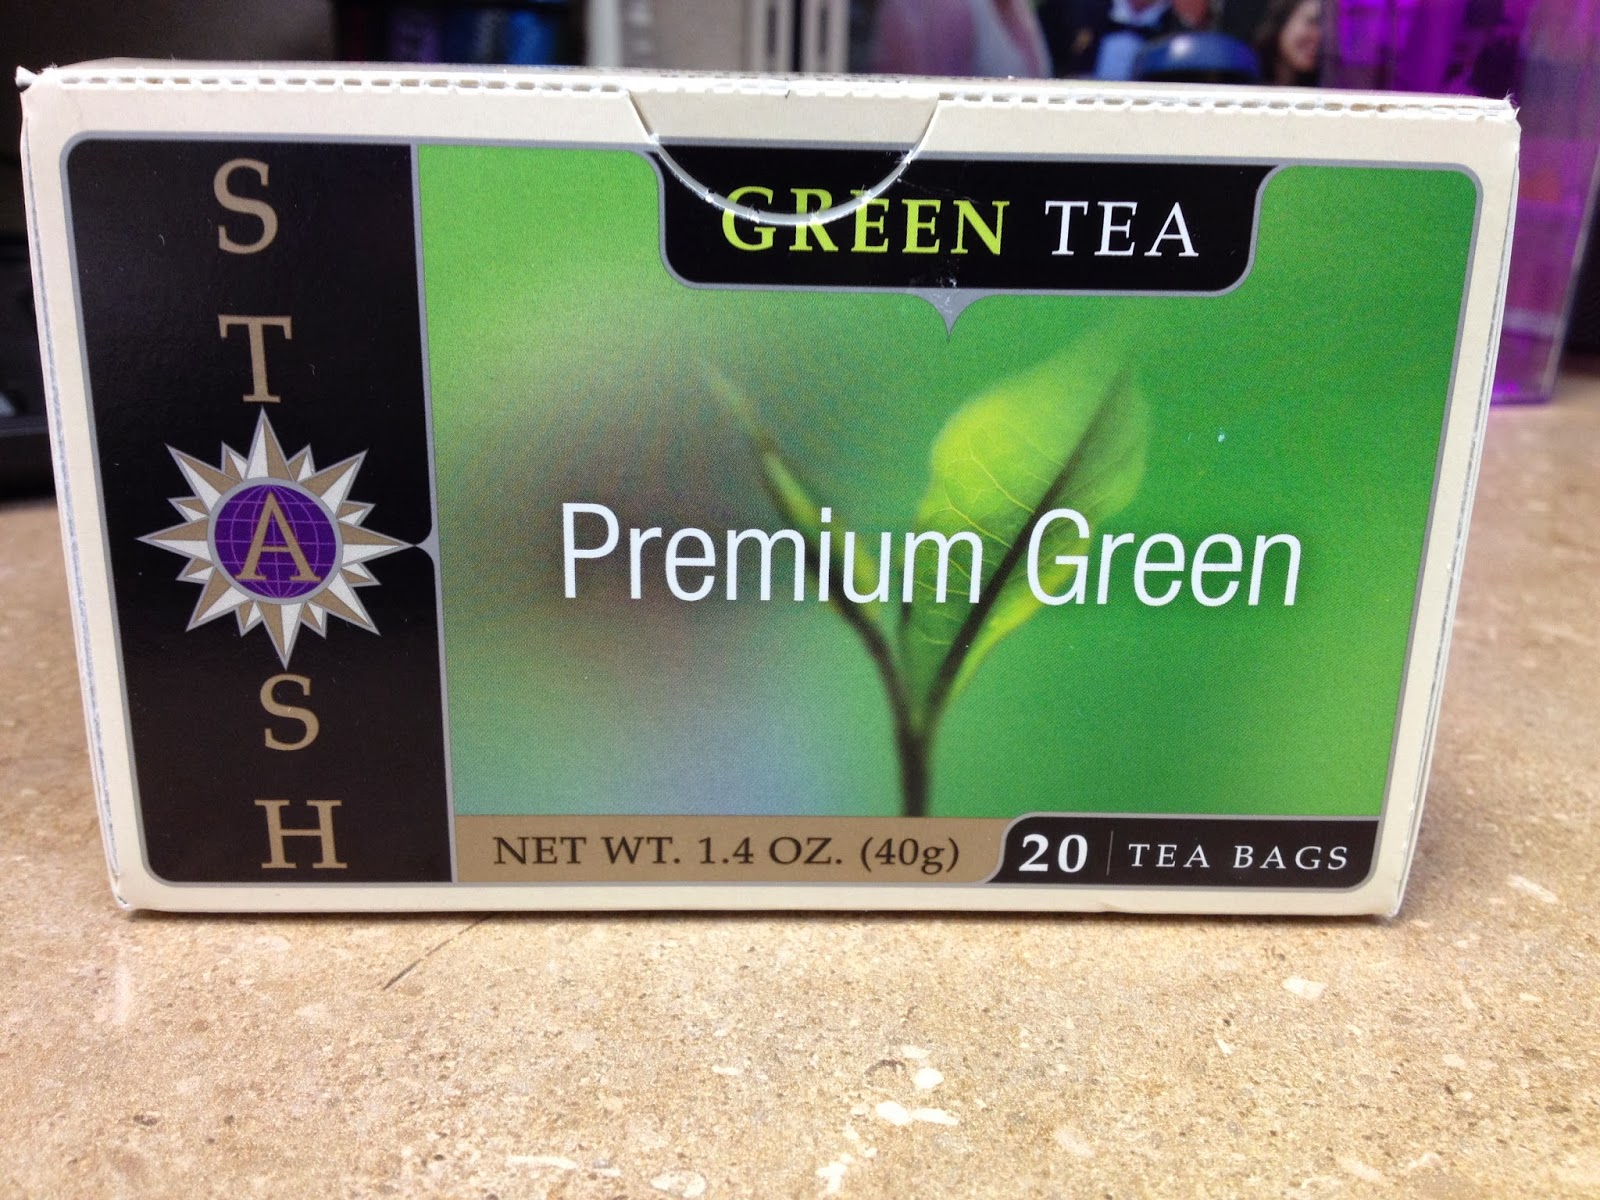 STASH
GREEN TEA
Premium Green
NET WT. 1.4 OZ. (40g)
20 TEA BAGS